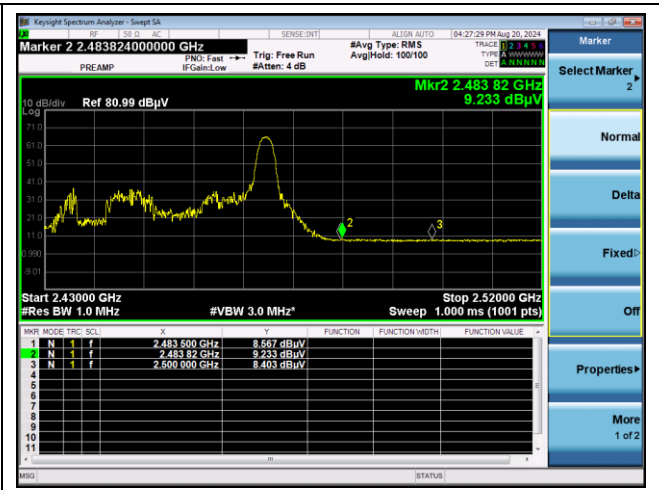 Keysight Spectrum Analyzer - Swept SA
RF 50 Ω AC SENSE:INT ALIGN AUTO 04:27:29 PM Aug 20, 2024
Marker 2 2.483824000000 GHz
#Avg Type: RMS
TRACE 1 2 3 4 5 6
PREAMP
PNO: Fast
Trig: Free Run
Avg|Hold: 100/100
TYPE A WWWWW
IFGain:Low
#Atten: 4 dB
DET A N N N N N
Mkr2 2.483 82 GHz
10 dB/div Ref 80.99 dBµV 9.233 dBµV
Log
71.0
61.0
51.0
41.0
31.0
21.0
11.0
0.990
-9.01
2
3
Start 2.43000 GHz Stop 2.52000 GHz
#Res BW 1.0 MHz #VBW 3.0 MHz* Sweep 1.000 ms (1001 pts)
MKR MODE TRC SCL X Y FUNCTION FUNCTION WIDTH FUNCTION VALUE
1 N 1 f 2.483 500 GHz 8.567 dBµV
2 N 1 f 2.483 82 GHz 9.233 dBµV
3 N 1 f 2.500 000 GHz 8.403 dBµV
4
5
6
7
8
9
10
11
MSG STATUS
Marker
Select Marker
2
Normal
Delta
Fixed
Off
Properties
More
1 of 2